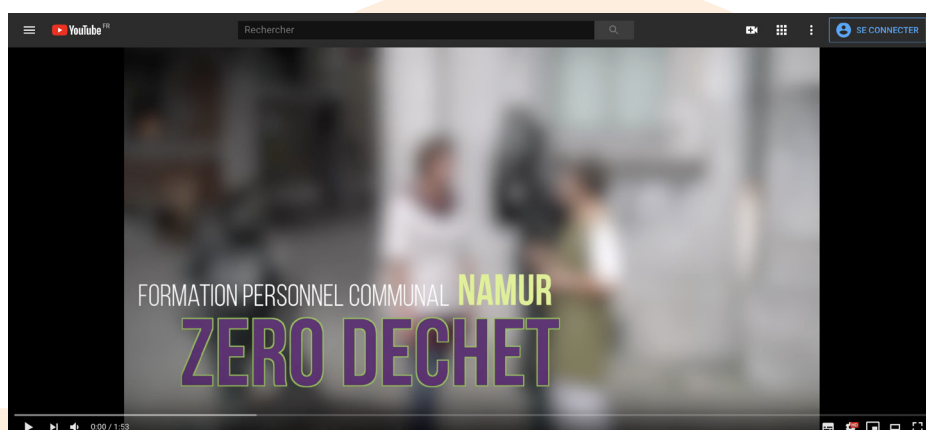 YouTube FR
Rechercher
SE CONNECTER
FORMATION PERSONNEL COMMUNAL NAMUR
ZERO DECHET
0:00 / 1:53